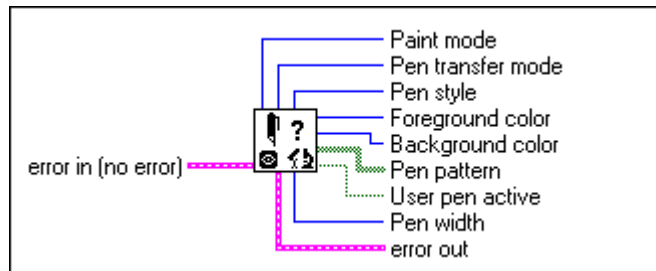 Paint mode
Pen transfer mode
Pen style
Foreground color
Background color
error in (no error)
Pen pattern
User pen active
Pen width
error out
?